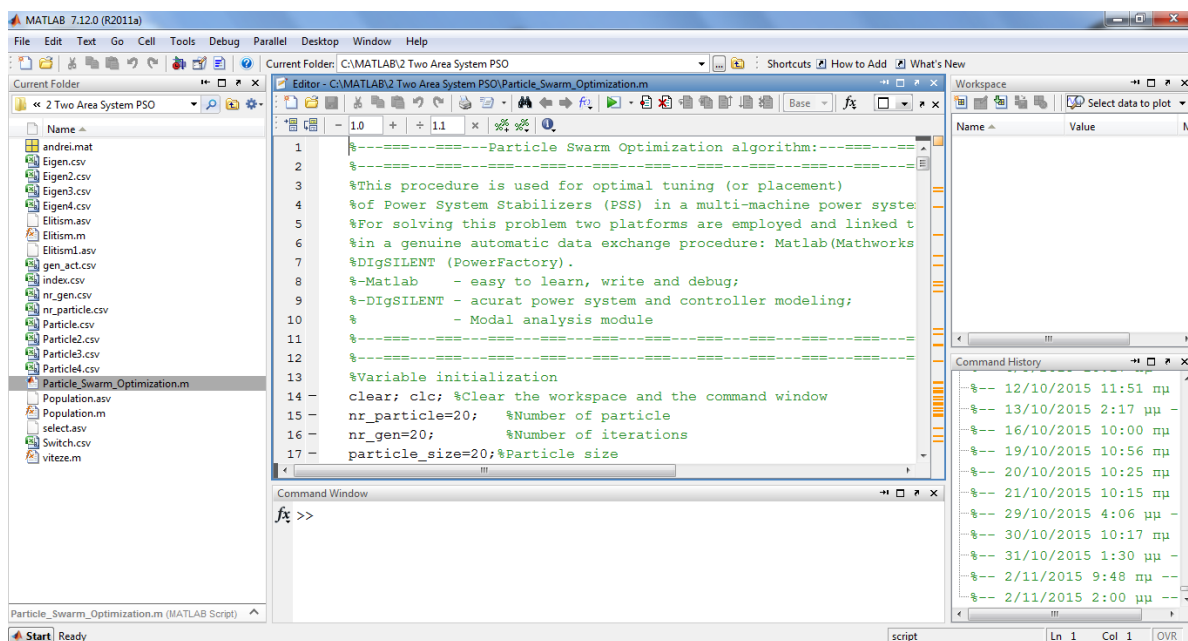 MATLAB 7.12.0 (R2011a)
File Edit Text Go Cell Tools Debug Parallel Desktop Window Help
Current Folder: C:\MATLAB\2 Two Area System PSO
Shortcuts How to Add What's New
Current Folder
« 2 Two Area System PSO
Name
andrei.mat
Eigen.csv
Eigen2.csv
Eigen3.csv
Eigen4.csv
Elitism.asv
Elitism.m
Elitism1.asv
gen_act.csv
index.csv
nr_gen.csv
nr_particle.csv
Particle.csv
Particle2.csv
Particle3.csv
Particle4.csv
Particle_Swarm_Optimization.m
Population.asv
Population.m
select.asv
Switch.csv
viteze.m
Particle_Swarm_Optimization.m (MATLAB Script)
Editor - C:\MATLAB\2 Two Area System PSO\Particle_Swarm_Optimization.m
Base fx
- 1.0 + ÷ 1.1 ×
1 %---===---===---Particle Swarm Optimization algorithm:---===---==
2 %---===---===---===---===---===---===---===---===---===---===---==
3 %This procedure is used for optimal tuning (or placement)
4 %of Power System Stabilizers (PSS) in a multi-machine power syste
5 %For solving this problem two platforms are employed and linked t
6 %in a genuine automatic data exchange procedure: Matlab(Mathworks
7 %DIgSILENT (PowerFactory).
8 %-Matlab - easy to learn, write and debug;
9 %-DIgSILENT - acurat power system and controller modeling;
10 % - Modal analysis module
11 %---===---===---===---===---===---===---===---===---===---===---==
12 %---===---===---===---===---===---===---===---===---===---===---==
13 %Variable initialization
14 - clear; clc; %Clear the workspace and the command window
15 - nr_particle=20; %Number of particle
16 - nr_gen=20; %Number of iterations
17 - particle_size=20;%Particle size
Command Window
fx >>
Workspace
Select data to plot
Name Value
Command History
%-- 12/10/2015 11:51 πμ
%-- 13/10/2015 2:17 μμ -
%-- 16/10/2015 10:00 πμ
%-- 19/10/2015 10:56 πμ
%-- 20/10/2015 10:25 πμ
%-- 21/10/2015 10:15 πμ
%-- 29/10/2015 4:06 μμ -
%-- 30/10/2015 10:17 πμ
%-- 31/10/2015 1:30 μμ -
%-- 2/11/2015 9:48 πμ --
%-- 2/11/2015 2:00 μμ --
Start Ready
script Ln 1 Col 1 OVR